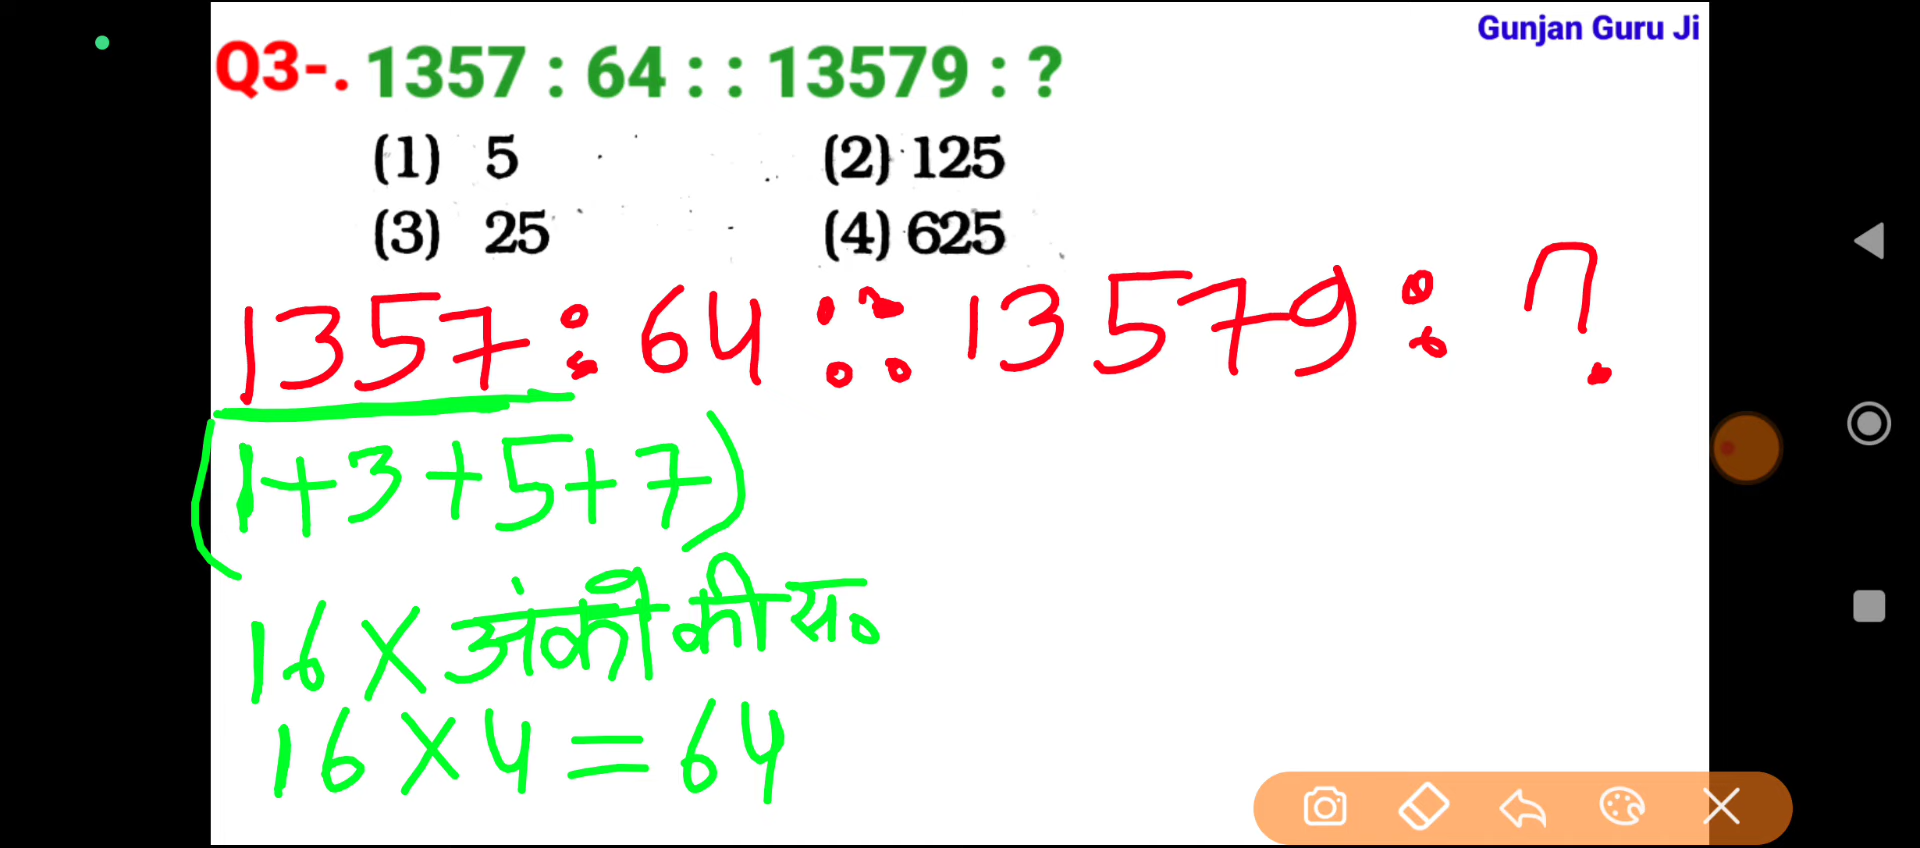 Gunjan Guru Ji
Q3-. 1357 : 64 : : 13579 : ?
(1) 5 (2) 125
(3) 25 (4) 625
1357 : 64 :: 13579 : ?
(1+3+5+7)
16 × अंको की सं०
16 × 4 = 64